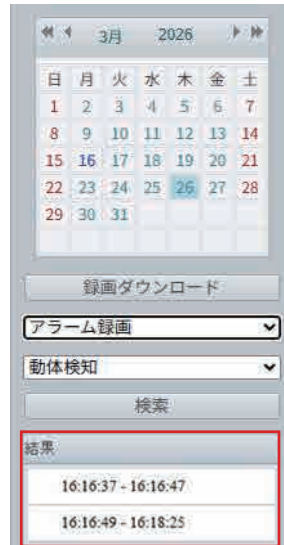 3月 2026
日 月 火 水 木 金 土
1 2 3 4 5 6 7
8 9 10 11 12 13 14
15 16 17 18 19 20 21
22 23 24 25 26 27 28
29 30 31
録画ダウンロード
アラーム録画
動体検知
検索
結果
16:16:37 - 16:16:47
16:16:49 - 16:18:25